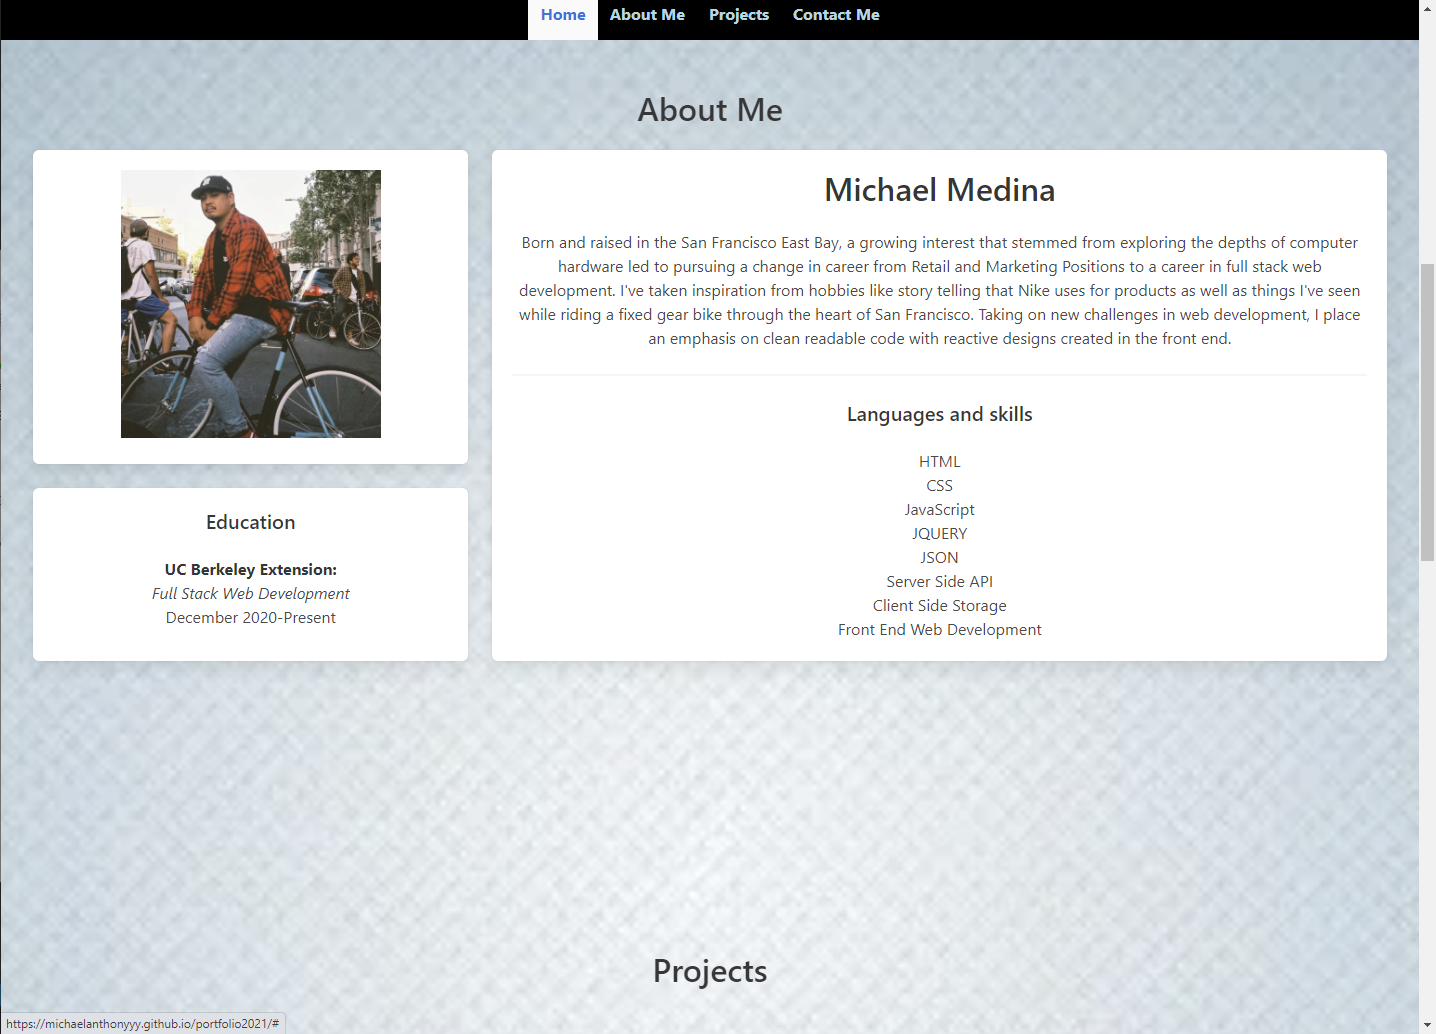 Home About Me Projects Contact Me
About Me
Michael Medina
Born and raised in the San Francisco East Bay, a growing interest that stemmed from exploring the depths of computer
hardware led to pursuing a change in career from Retail and Marketing Positions to a career in full stack web
development. I've taken inspiration from hobbies like story telling that Nike uses for products as well as things I've seen
while riding a fixed gear bike through the heart of San Francisco. Taking on new challenges in web development, I place
an emphasis on clean readable code with reactive designs created in the front end.
Languages and skills
HTML
CSS
JavaScript
JQUERY
JSON
Server Side API
Client Side Storage
Front End Web Development
Education
UC Berkeley Extension:
Full Stack Web Development
December 2020-Present
Projects
https://michaelanthonyyy.github.io/portfolio2021/#